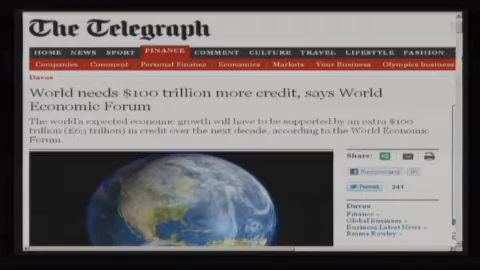 The Telegraph
HOME NEWS SPORT FINANCE COMMENT CULTURE TRAVEL LIFESTYLE FASHION
Companies Comment Personal Finance Economics Markets Your Business Olympics business
Davos
World needs $100 trillion more credit, says World
Economic Forum
The world's expected economic growth will have to be supported by an extra $100
trillion (£63 trillion) in credit over the next decade, according to the World Economic
Forum.
Share:
Recommend
Tweet 241
Davos
Finance »
Global Business »
Business Latest News »
Emma Rowley »